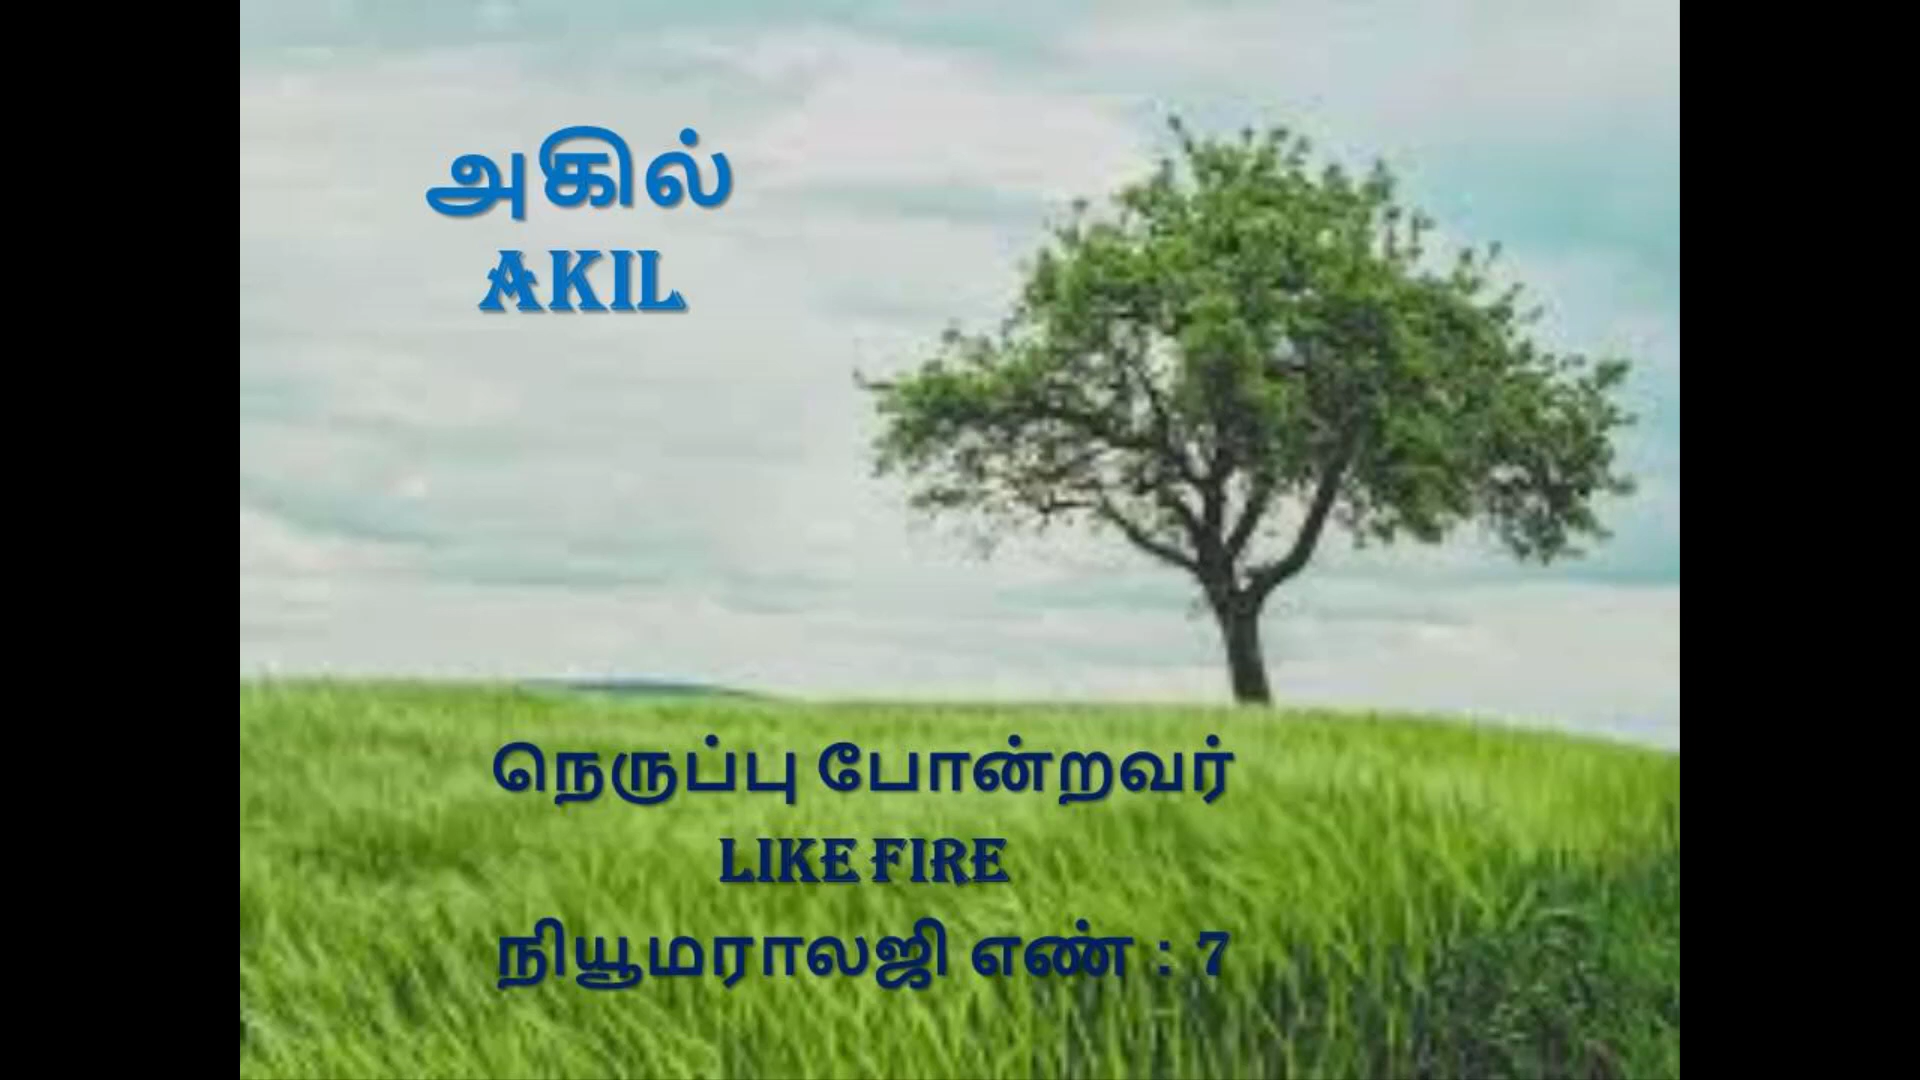 அகில்
AKIL
நெருப்பு போன்றவர்
LIKE FIRE
நியூமராலஜி எண் : 7